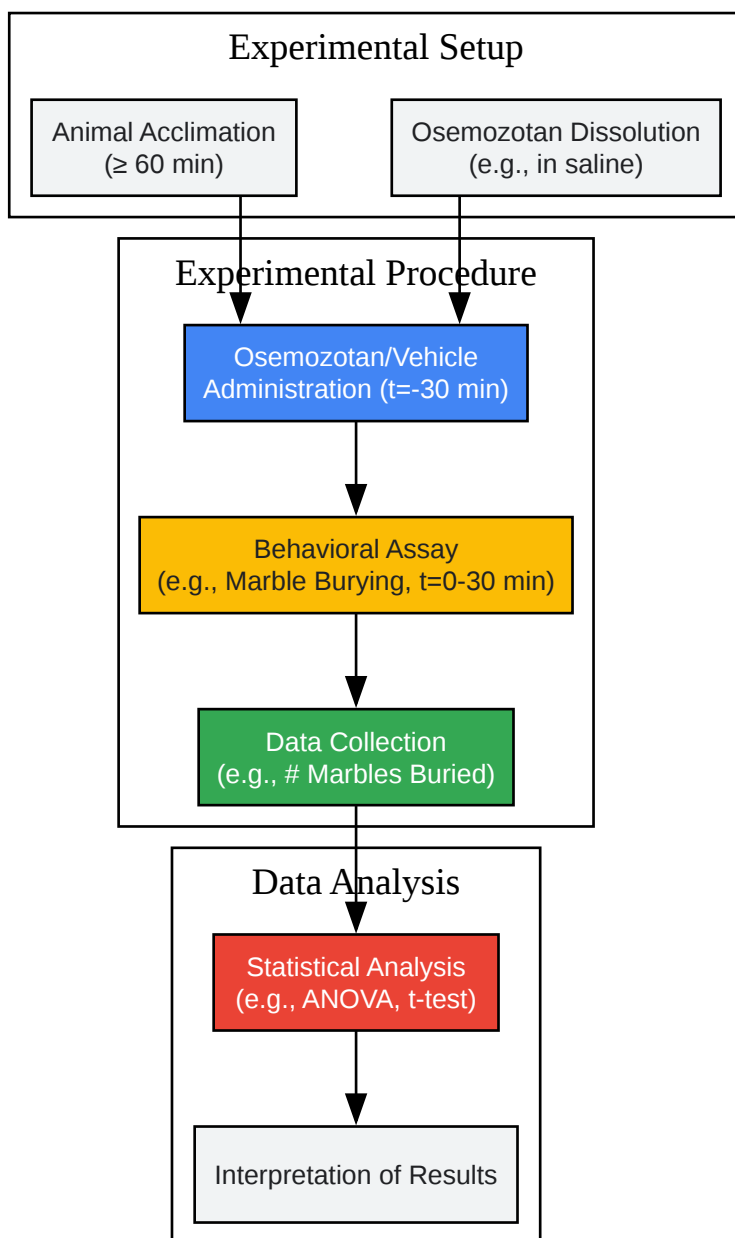 Experimental Setup
Animal Acclimation
(≥ 60 min)
Osemozotan Dissolution
(e.g., in saline)
Experimental Procedure
Osemozotan/Vehicle
Administration (t=-30 min)
Behavioral Assay
(e.g., Marble Burying, t=0-30 min)
Data Collection
(e.g., # Marbles Buried)
Data Analysis
Statistical Analysis
(e.g., ANOVA, t-test)
Interpretation of Results